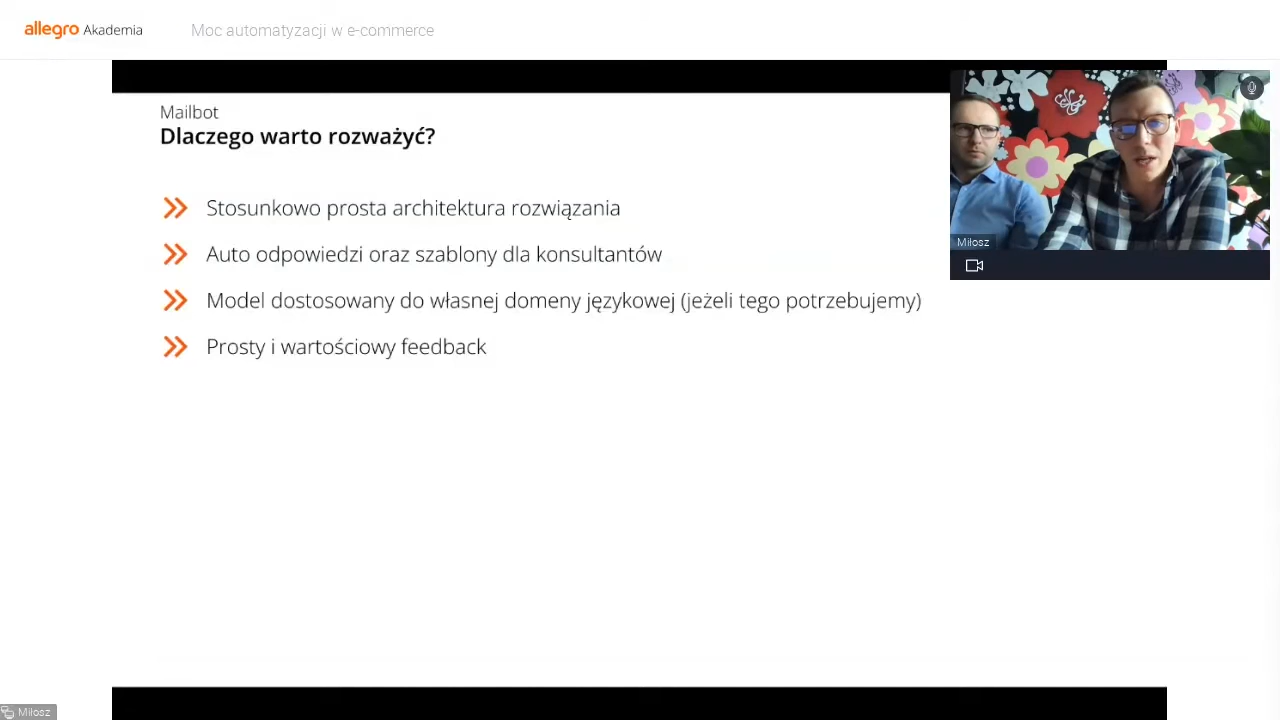 allegro Akademia
Moc automatyzacji w e-commerce
Mailbot
Dlaczego warto rozważyć?
Stosunkowo prosta architektura rozwiązania
Auto odpowiedzi oraz szablony dla konsultantów
Model dostosowany do własnej domeny językowej (jeżeli tego potrzebujemy)
Prosty i wartościowy feedback
Miłosz
Miłosz